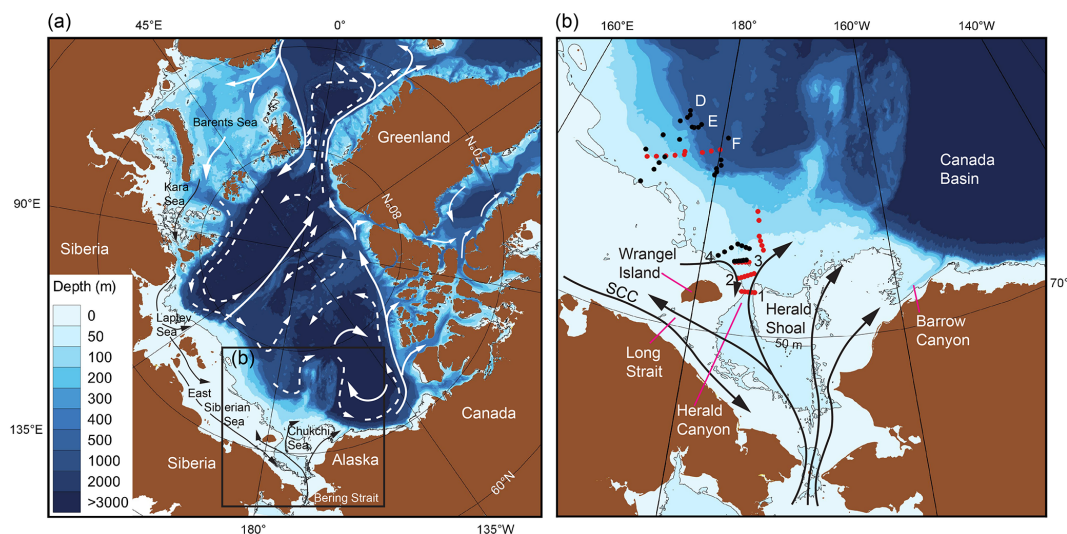 (a)
45°E
0°
Barents Sea
Greenland
70°N
Kara
Sea
80°N
90°E
Siberia
Depth (m)
0
50
100
200
300
400
500
1000
2000
>3000
Laptev
Sea
(b)
East
Siberian
Sea
Chukchi
Sea
Canada
135°E
Siberia
Alaska
Bering Strait
60°N
180°
135°W
(b)
160°E
180°
160°W
140°W
D
E
F
Canada
Basin
Wrangel
Island
4
3
2
1
SCC
Herald
Shoal
50 m
70°
Long
Strait
Barrow
Canyon
Herald
Canyon